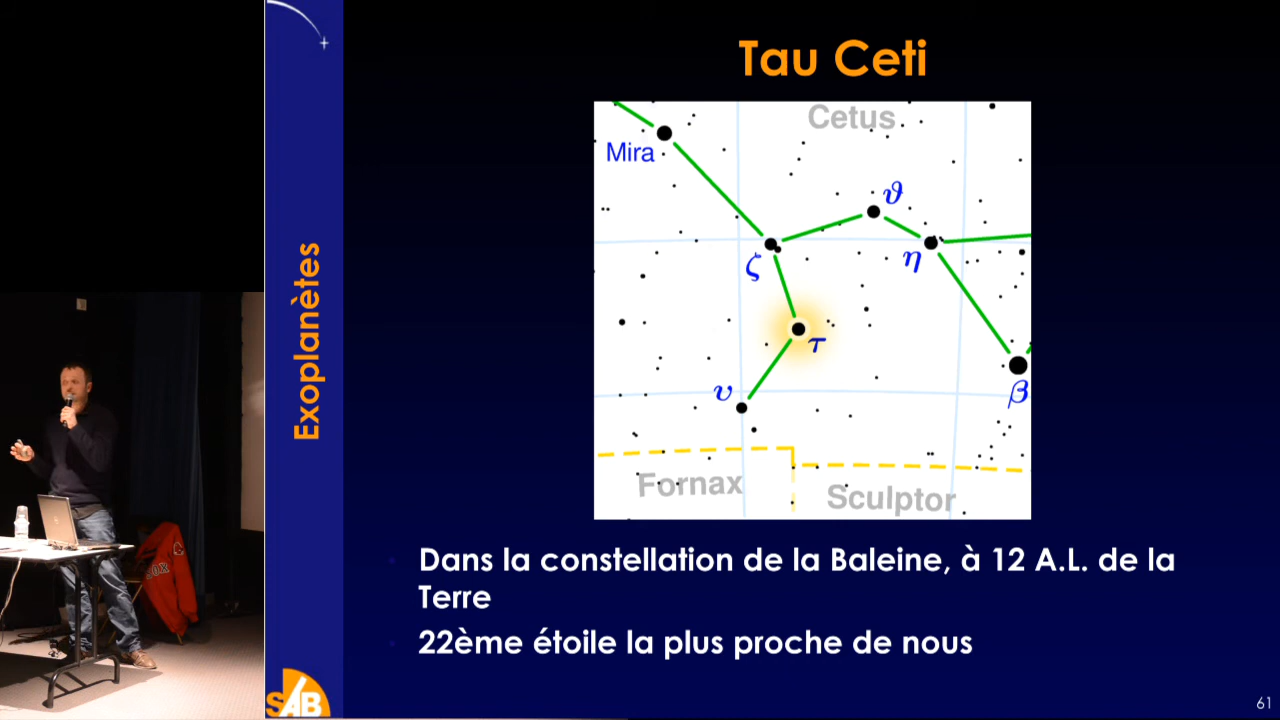 Tau Ceti
Cetus
Mira
ϑ
ζ
η
τ
υ
β
Fornax
Sculptor
Exoplanètes
Dans la constellation de la Baleine, à 12 A.L. de la
Terre
22ème étoile la plus proche de nous
SAB
61